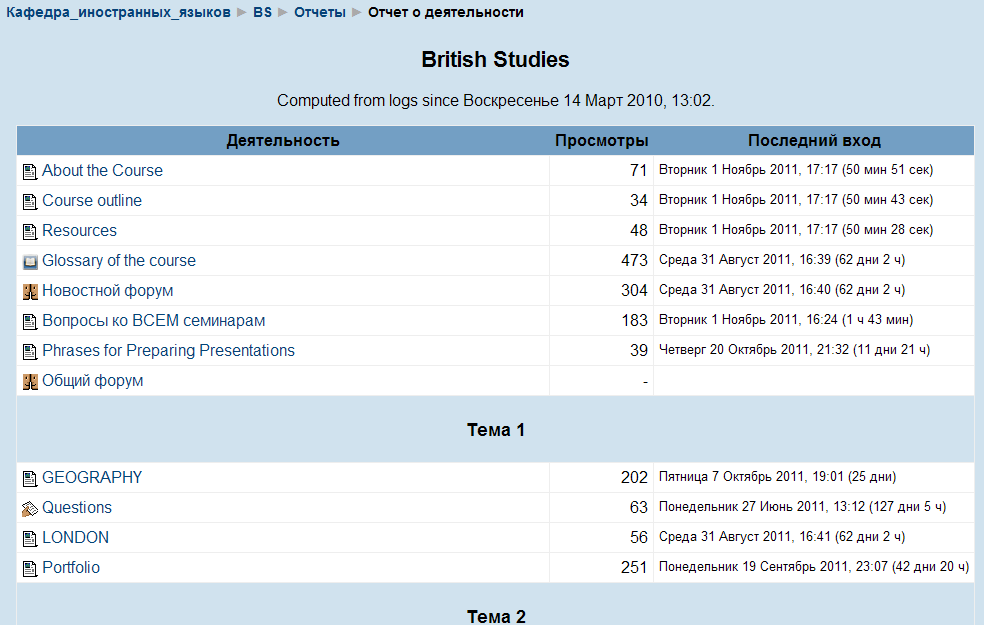 Кафедра_иностранных_языков ► BS ► Отчеты ► Отчет о деятельности
British Studies
Computed from logs since Воскресенье 14 Март 2010, 13:02.
Деятельность Просмотры Последний вход
About the Course 71 Вторник 1 Ноябрь 2011, 17:17 (50 мин 51 сек)
Course outline 34 Вторник 1 Ноябрь 2011, 17:17 (50 мин 43 сек)
Resources 48 Вторник 1 Ноябрь 2011, 17:17 (50 мин 28 сек)
Glossary of the course 473 Среда 31 Август 2011, 16:39 (62 дни 2 ч)
Новостной форум 304 Среда 31 Август 2011, 16:40 (62 дни 2 ч)
Вопросы ко ВСЕМ семинарам 183 Вторник 1 Ноябрь 2011, 16:24 (1 ч 43 мин)
Phrases for Preparing Presentations 39 Четверг 20 Октябрь 2011, 21:32 (11 дни 21 ч)
Общий форум -
Тема 1
GEOGRAPHY 202 Пятница 7 Октябрь 2011, 19:01 (25 дни)
Questions 63 Понедельник 27 Июнь 2011, 13:12 (127 дни 5 ч)
LONDON 56 Среда 31 Август 2011, 16:41 (62 дни 2 ч)
Portfolio 251 Понедельник 19 Сентябрь 2011, 23:07 (42 дни 20 ч)
Тема 2